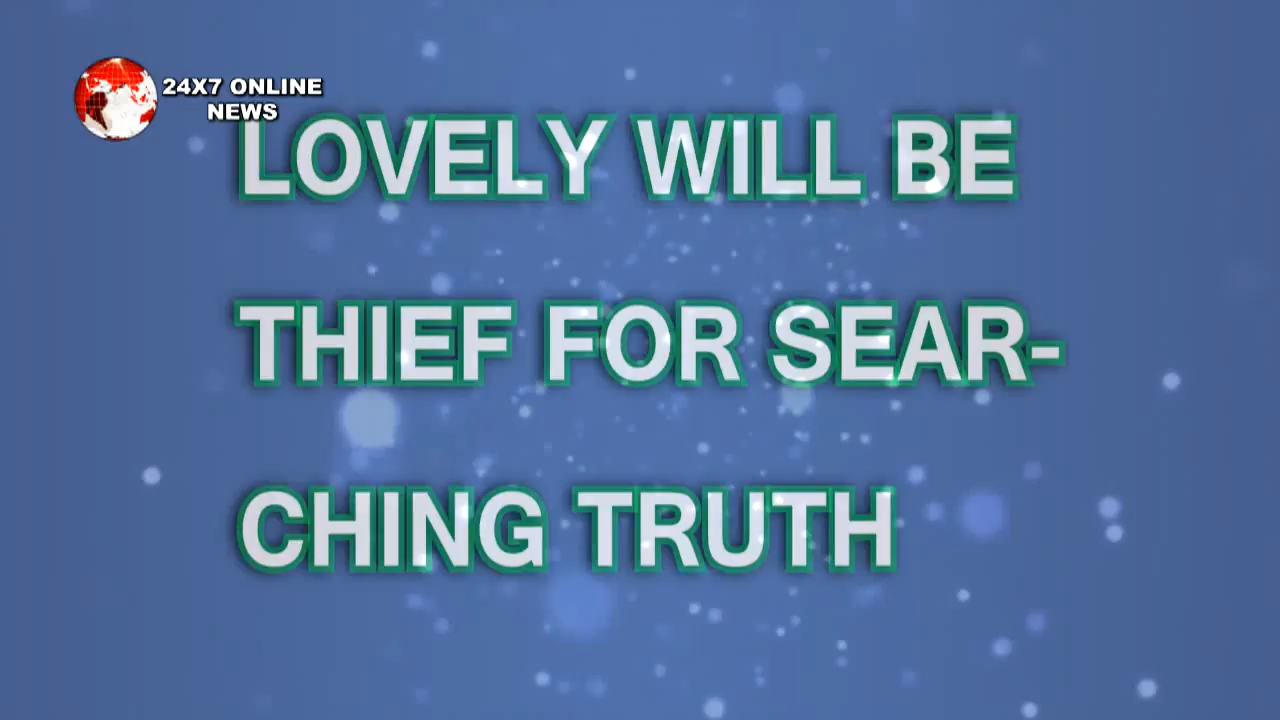 24X7 ONLINE
NEWS
LOVELY WILL BE
THIEF FOR SEAR-
CHING TRUTH